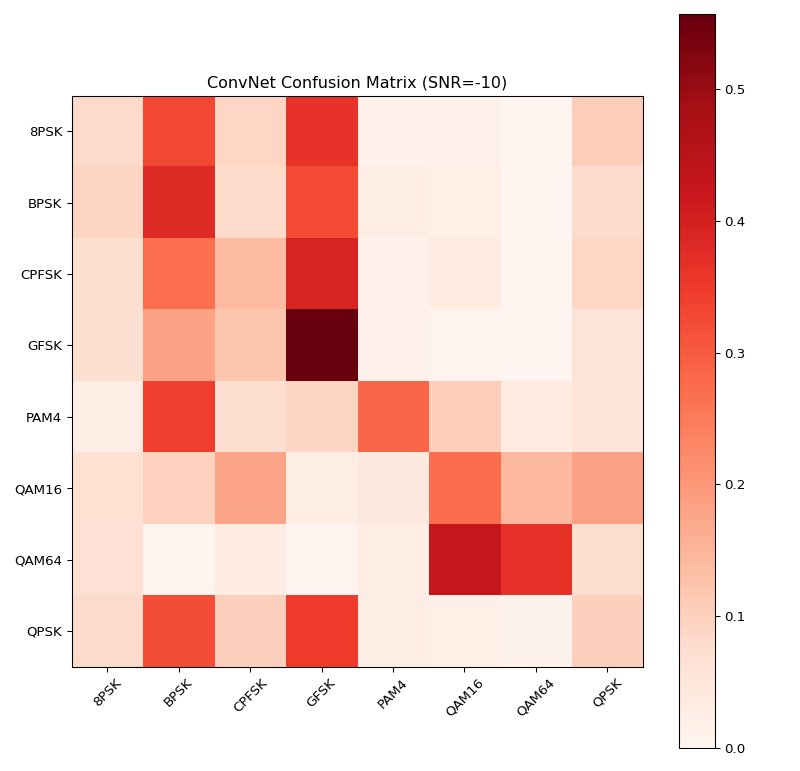 ConvNet Confusion Matrix (SNR=-10)
8PSK
BPSK
CPFSK
GFSK
PAM4
QAM16
QAM64
QPSK
8PSK
BPSK
CPFSK
GFSK
PAM4
QAM16
QAM64
QPSK
0.5
0.4
0.3
0.2
0.1
0.0